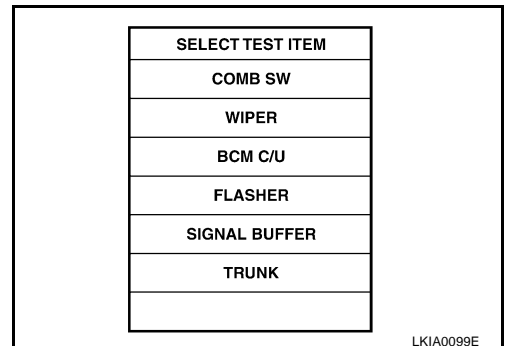 SELECT TEST ITEM
COMB SW
WIPER
BCM C/U
FLASHER
SIGNAL BUFFER
TRUNK
LKIA0099E